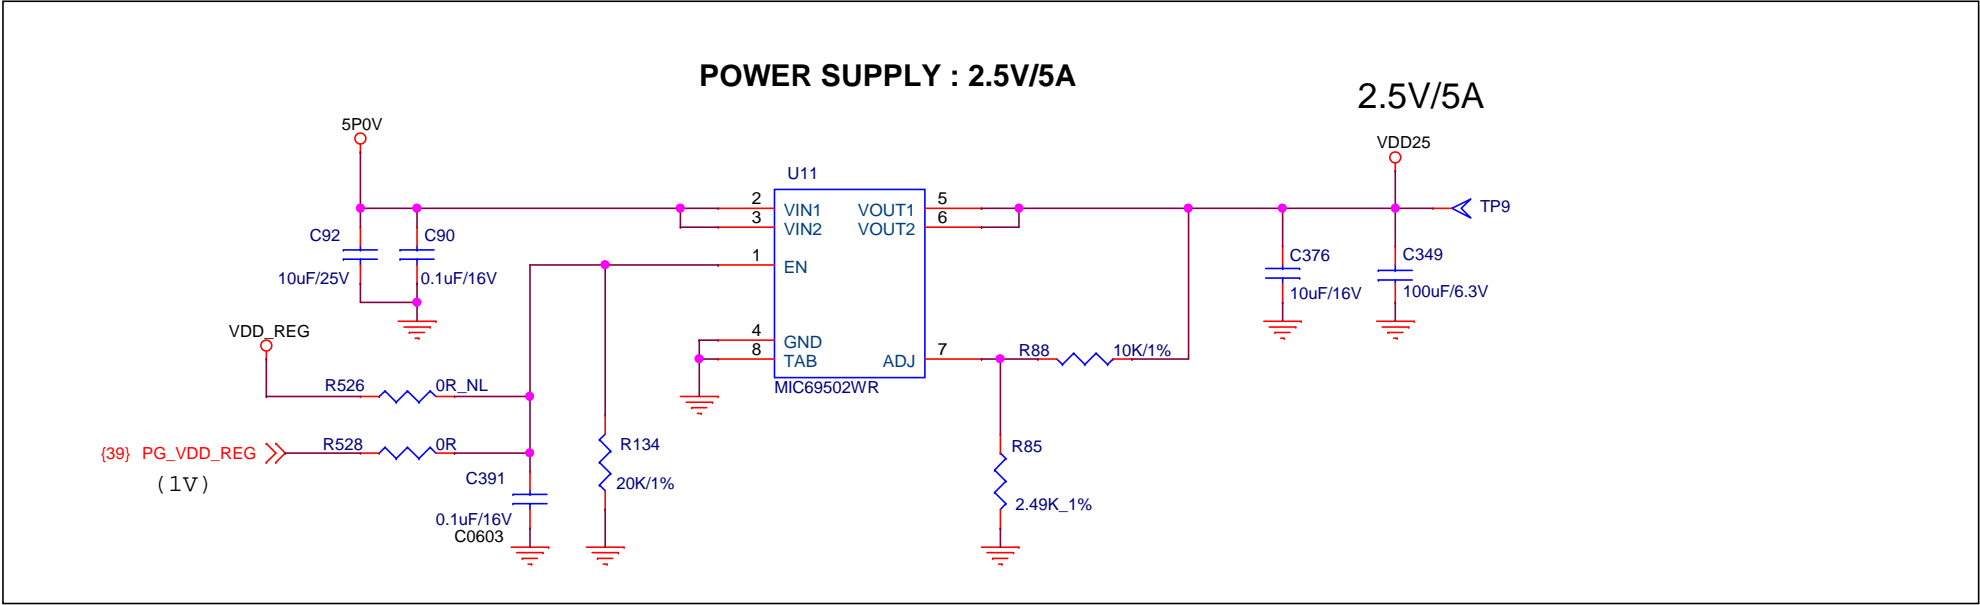 POWER SUPPLY : 2.5V/5A
2.5V/5A
5P0V
VDD25
U11
2 VIN1 VOUT1 5
3 VIN2 VOUT2 6
TP9
C92 C90
10uF/25V 0.1uF/16V
1 EN
C376 C349
10uF/16V 100uF/6.3V
VDD_REG
4 GND
8 TAB ADJ 7
R88 10K/1%
MIC69502WR
R526 0R_NL
{39} PG_VDD_REG R528 0R
(1V)
R134
20K/1%
R85
2.49K_1%
C391
0.1uF/16V
C0603